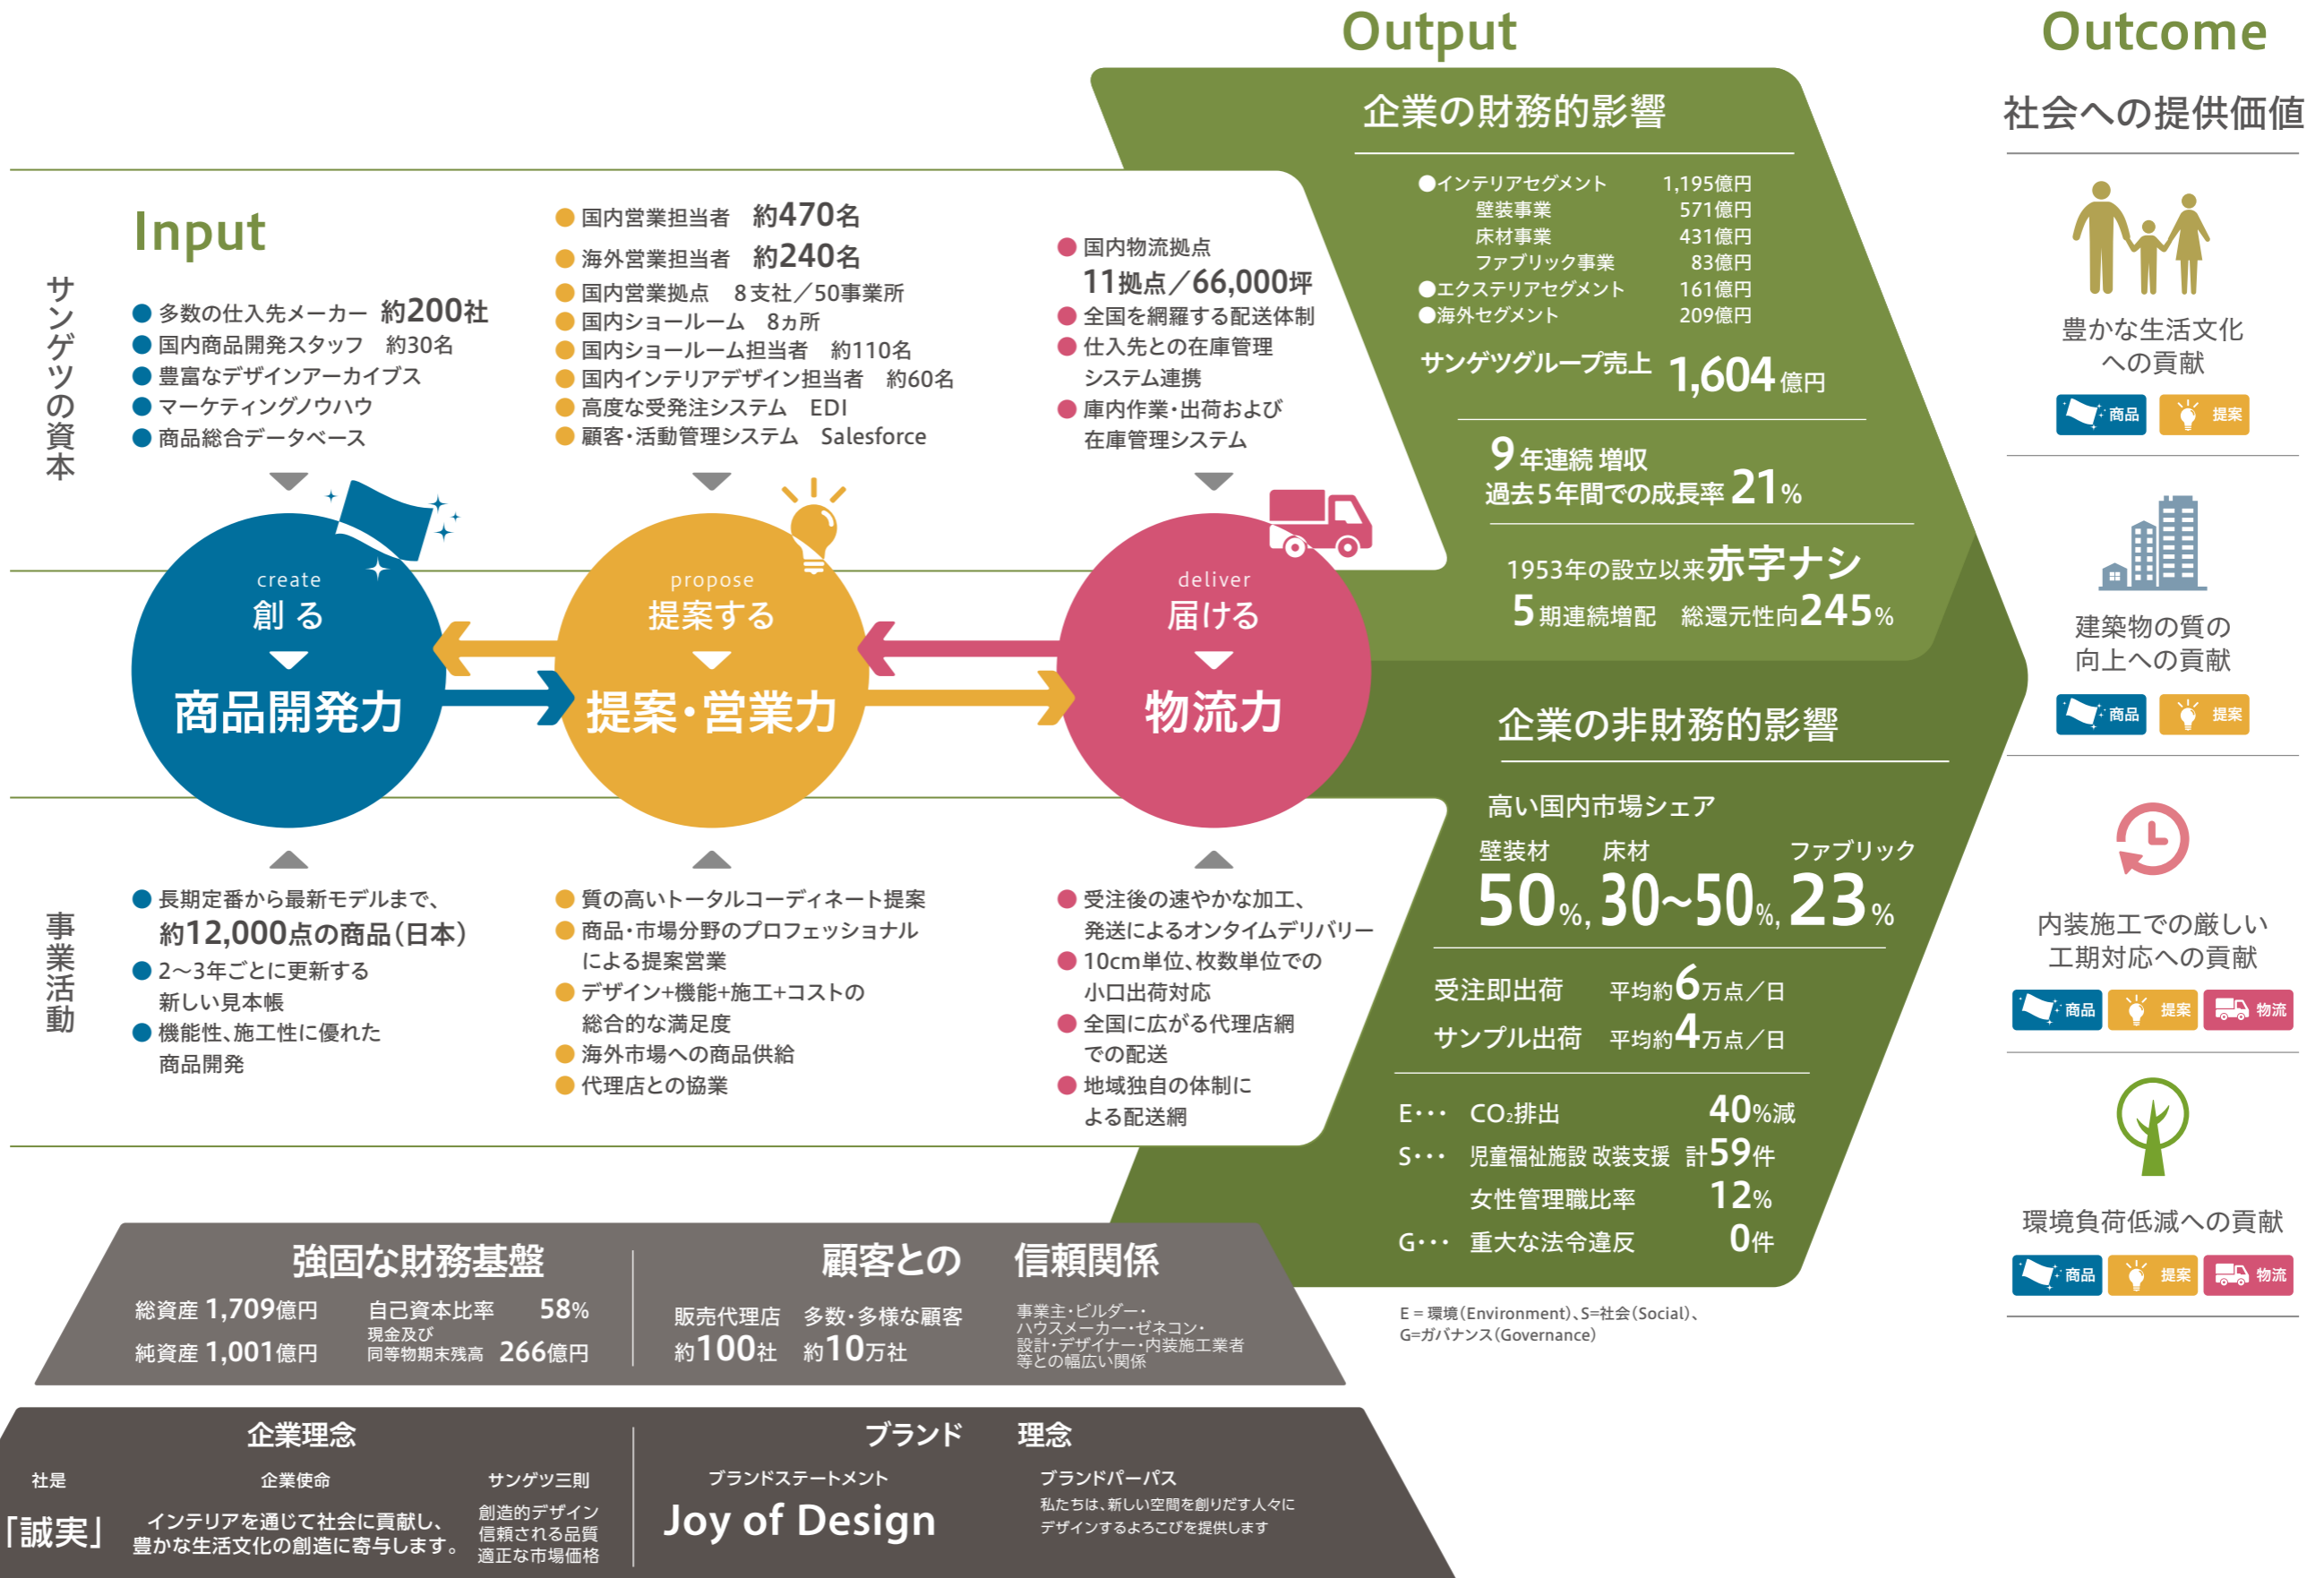 Output
Outcome
企業の財務的影響
社会への提供価値
●インテリアセグメント 1,195億円
壁装事業 571億円
床材事業 431億円
ファブリック事業 83億円
●エクステリアセグメント 161億円
●海外セグメント 209億円
サンゲツグループ売上 1,604億円
9年連続 増収
過去5年間での成長率 21%
1953年の設立以来赤字ナシ
5期連続増配 総還元性向245%
サンゲツの資本
Input
●多数の仕入先メーカー 約200社
●国内商品開発スタッフ 約30名
●豊富なデザインアーカイブス
●マーケティングノウハウ
●商品総合データベース
●国内営業担当者 約470名
●海外営業担当者 約240名
●国内営業拠点 8支社/50事業所
●国内ショールーム 8ヵ所
●国内ショールーム担当者 約110名
●国内インテリアデザイン担当者 約60名
●高度な受発注システム EDI
●顧客・活動管理システム Salesforce
●国内物流拠点
11拠点/66,000坪
●全国を網羅する配送体制
●仕入先との在庫管理
システム連携
●庫内作業・出荷および
在庫管理システム
create
創る
商品開発力
propose
提案する
提案・営業力
deliver
届ける
物流力
事業活動
●長期定番から最新モデルまで、
約12,000点の商品(日本)
●2〜3年ごとに更新する
新しい見本帳
●機能性、施工性に優れた
商品開発
●質の高いトータルコーディネート提案
●商品・市場分野のプロフェッショナル
による提案営業
●デザイン+機能+施工+コストの
総合的な満足度
●海外市場への商品供給
●代理店との協業
●受注後の速やかな加工、
発送によるオンタイムデリバリー
●10cm単位、枚数単位での
小口出荷対応
●全国に広がる代理店網
での配送
●地域独自の体制に
よる配送網
企業の非財務的影響
高い国内市場シェア
壁装材 床材 ファブリック
50%, 30〜50%, 23%
受注即出荷 平均約6万点/日
サンプル出荷 平均約4万点/日
E・・・ CO₂排出 40%減
S・・・ 児童福祉施設 改装支援 計59件
女性管理職比率 12%
G・・・ 重大な法令違反 0件
E=環境(Environment)、S=社会(Social)、
G=ガバナンス(Governance)
豊かな生活文化
への貢献
商品 提案
建築物の質の
向上への貢献
商品 提案
内装施工での厳しい
工期対応への貢献
商品 提案 物流
環境負荷低減への貢献
商品 提案 物流
強固な財務基盤
総資産 1,709億円 自己資本比率 58%
純資産 1,001億円 現金及び
同等物期末残高 266億円
顧客との 信頼関係
販売代理店 多数・多様な顧客
約100社 約10万社
事業主・ビルダー・
ハウスメーカー・ゼネコン・
設計・デザイナー・内装施工業者
等との幅広い関係
企業理念
社是
「誠実」
企業使命
インテリアを通じて社会に貢献し、
豊かな生活文化の創造に寄与します。
サンゲツ三則
創造的デザイン
信頼される品質
適正な市場価格
ブランド 理念
ブランドステートメント
Joy of Design
ブランドパーパス
私たちは、新しい空間を創りだす人々に
デザインするよろこびを提供します